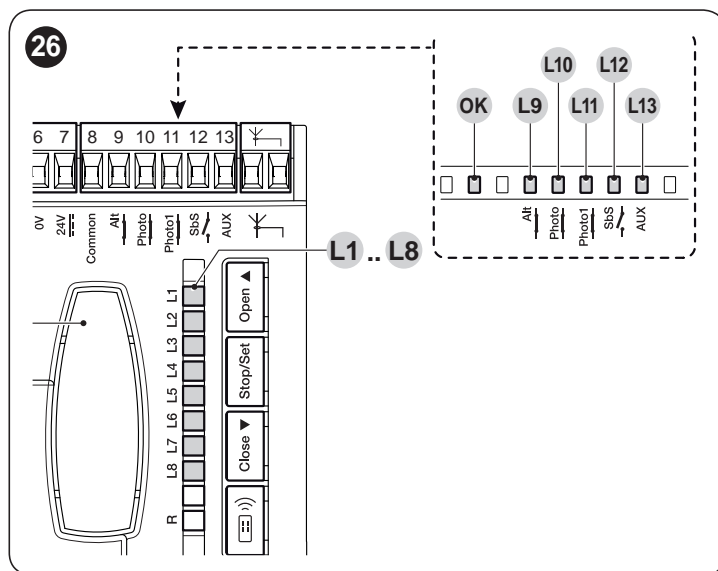 26
L10
L12
OK
L9
L11
L13
6 7 8 9 10 11 12 13
0V
24V
Common
Alt
Photo
Photo1
SbS
AUX
Alt
Photo
Photo1
SbS
AUX
L1 .. L8
L1
L2
L3
L4
L5
L6
L7
L8
R
Open ▲
Stop/Set
Close ▼